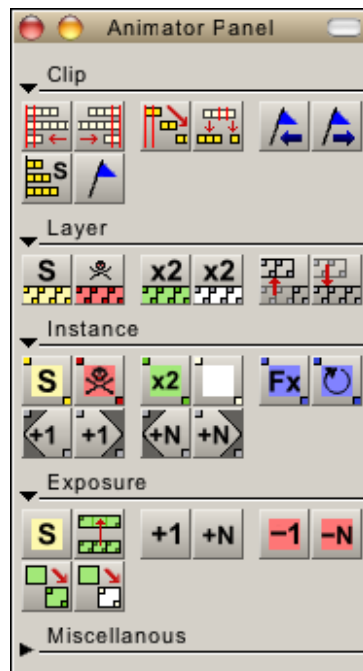 Animator Panel
Clip
S
Layer
S x2 x2
Instance
S x2 Fx
+1 +1 +N +N
Exposure
S +1 +N -1 -N
Miscellanous